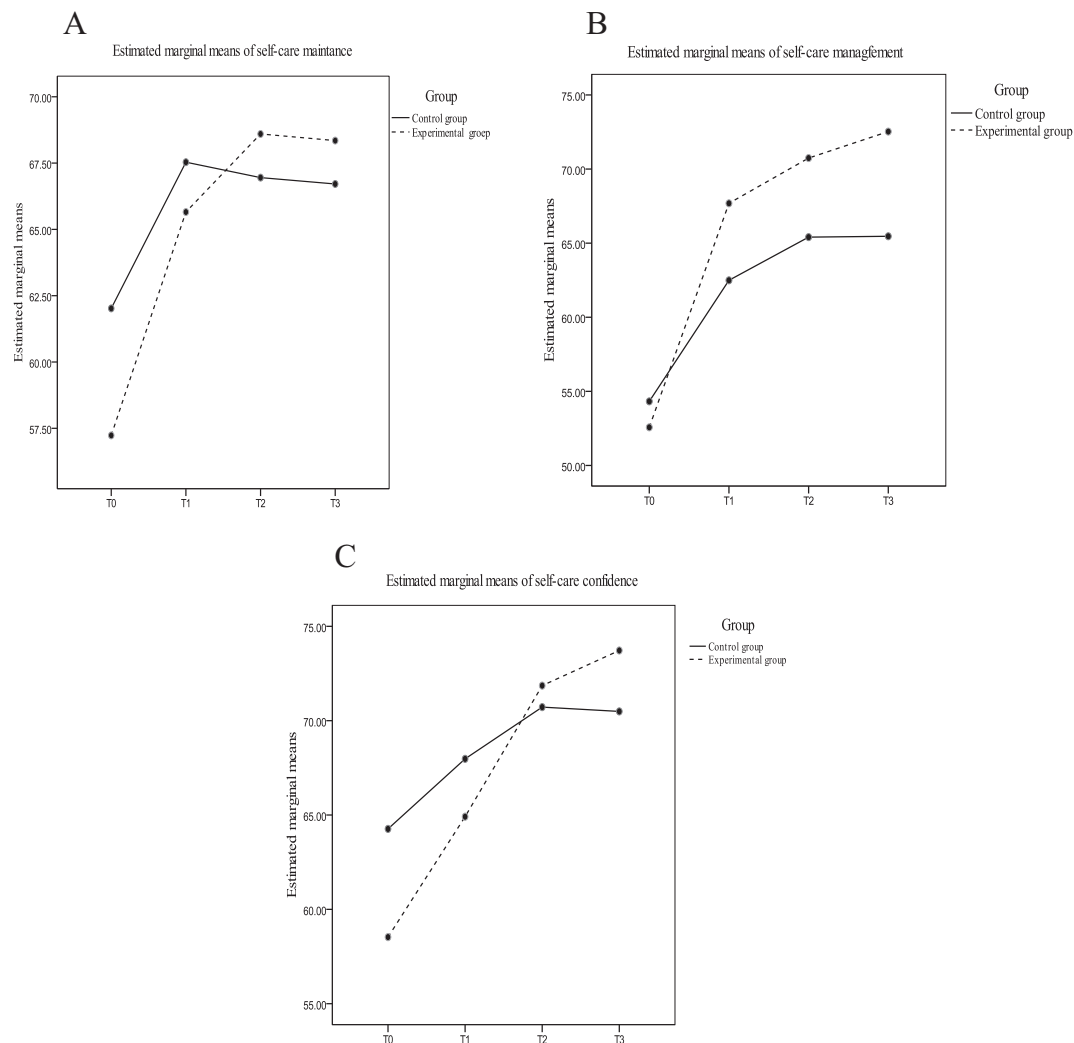 A
Estimated marginal means of self-care maintance
Estimated marginal means
70.00
67.50
65.00
62.50
60.00
57.50
T0 T1 T2 T3
Group
Control group
Experimental groep
B
Estimated marginal means of self-care managfement
Estimated marginal means
75.00
70.00
65.00
60.00
55.00
50.00
T0 T1 T2 T3
Group
Control group
Experimental group
C
Estimated marginal means of self-care confidence
Estimated marginal means
75.00
70.00
65.00
60.00
55.00
T0 T1 T2 T3
Group
Control group
Experimental group